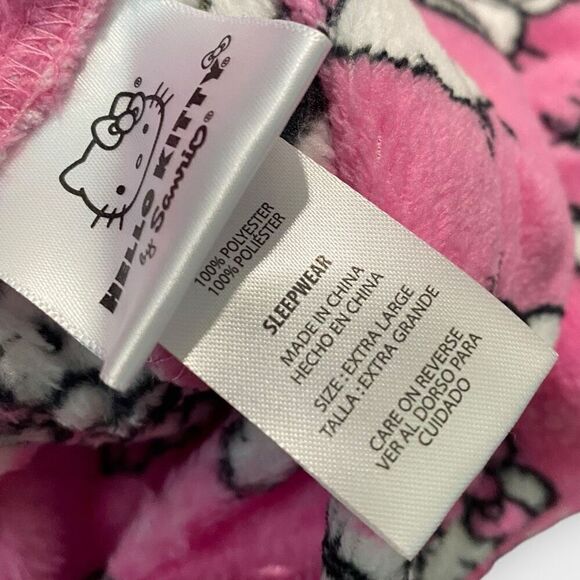 HELLO KITTY®
by Sanrio®
100% POLYESTER
100% POLIÉSTER
SLEEPWEAR
MADE IN CHINA
HECHO EN CHINA
SIZE : EXTRA LARGE
TALLA : EXTRA GRANDE
CARE ON REVERSE
VER AL DORSO PARA
CUIDADO